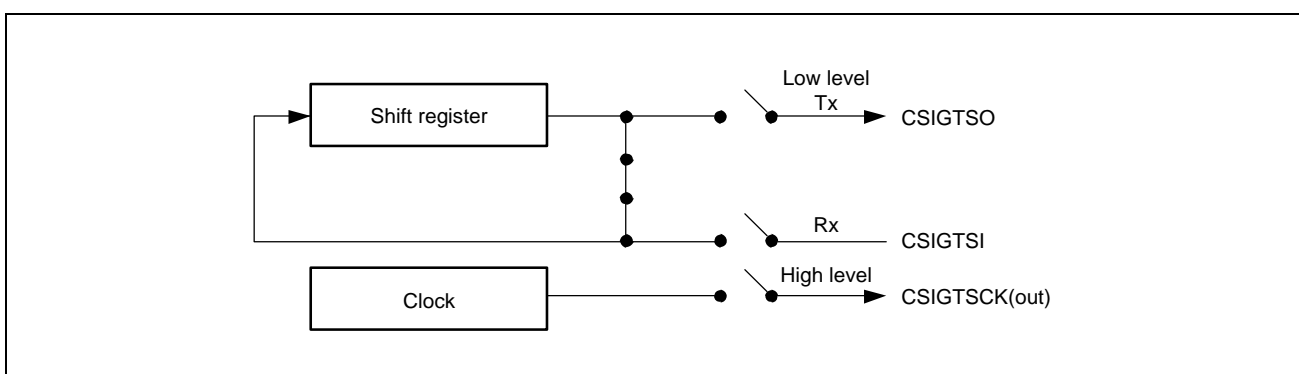 Low level
Shift register
Tx
CSIGTSO
Rx
CSIGTSI
High level
Clock
CSIGTSCK(out)